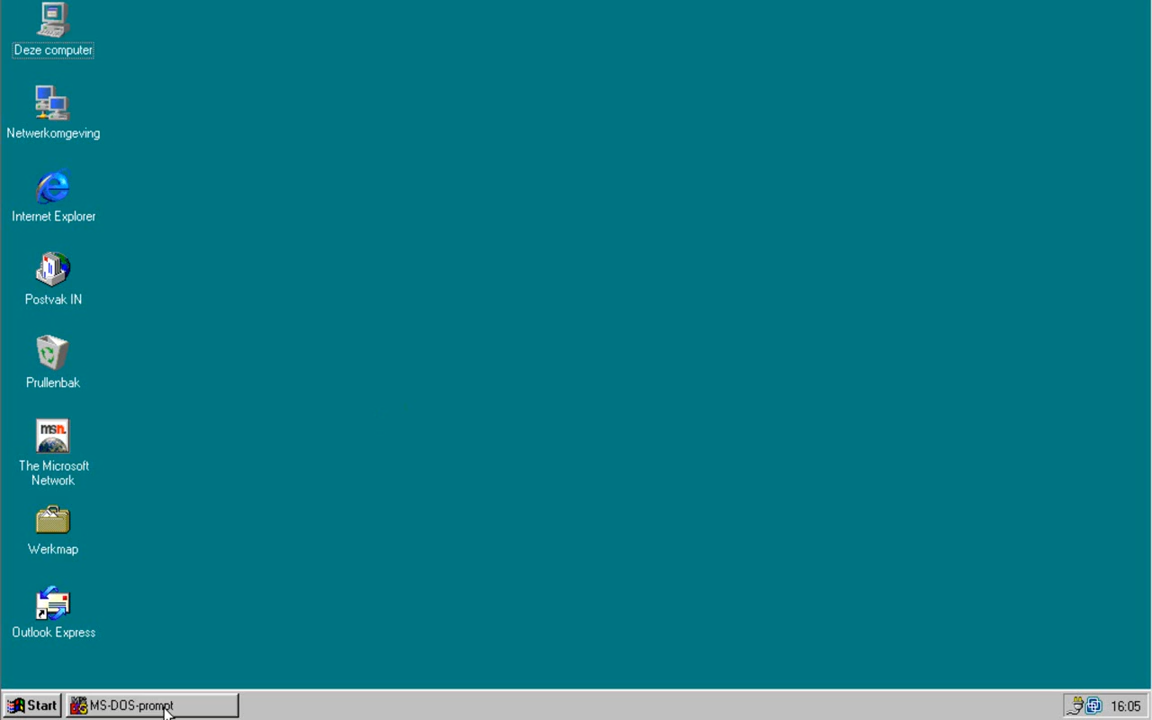 Deze computer
Netwerkomgeving
Internet Explorer
Postvak IN
Prullenbak
msn.
The Microsoft
Network
Werkmap
Outlook Express
Start
MS-DOS-prompt
16:05